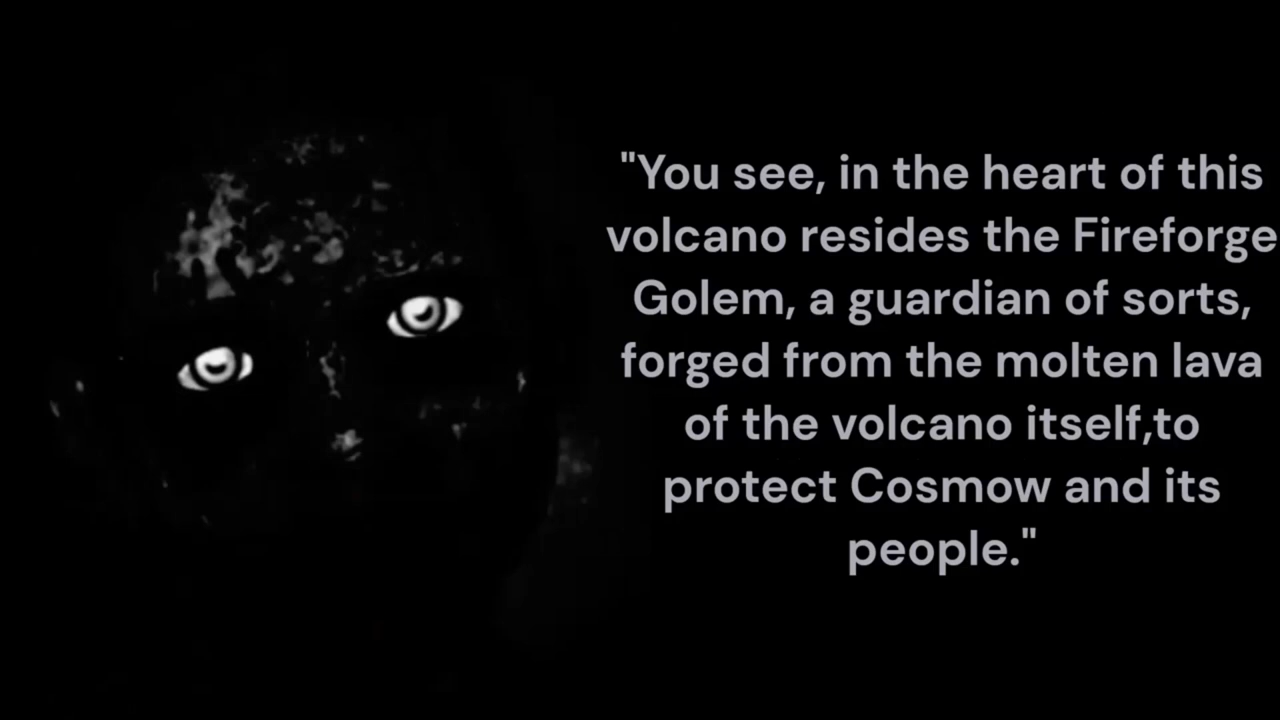 "You see, in the heart of this
volcano resides the Fireforge
Golem, a guardian of sorts,
forged from the molten lava
of the volcano itself,to
protect Cosmow and its
people."